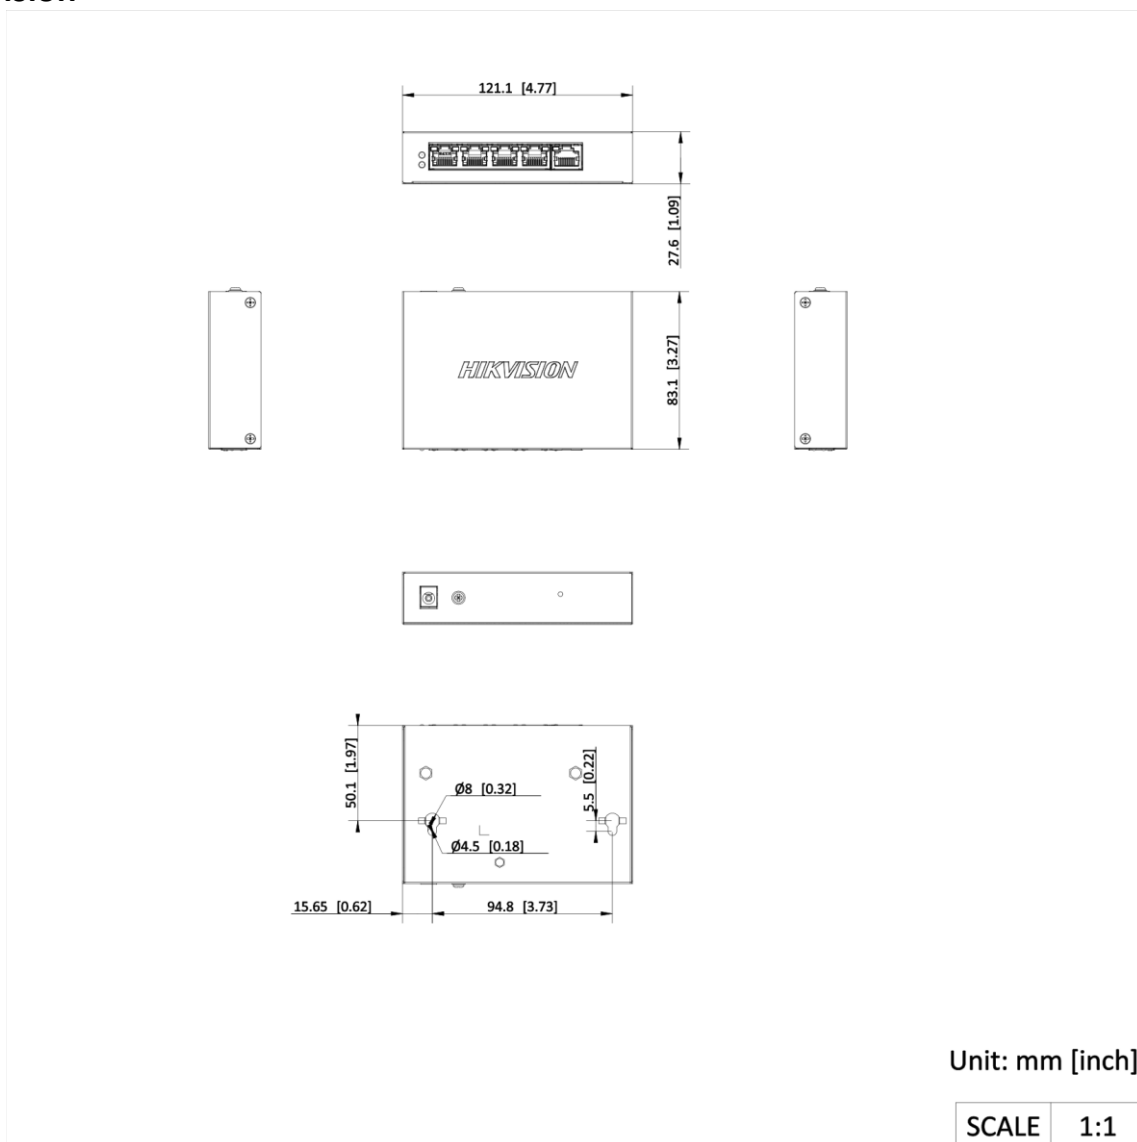 121.1 [4.77]
27.6 [1.09]
HIKVISION
83.1 [3.27]
50.1 [1.97]
Ø8 [0.32]
5.5 [0.22]
Ø4.5 [0.18]
15.65 [0.62]
94.8 [3.73]
Unit: mm [inch]
SCALE 1:1